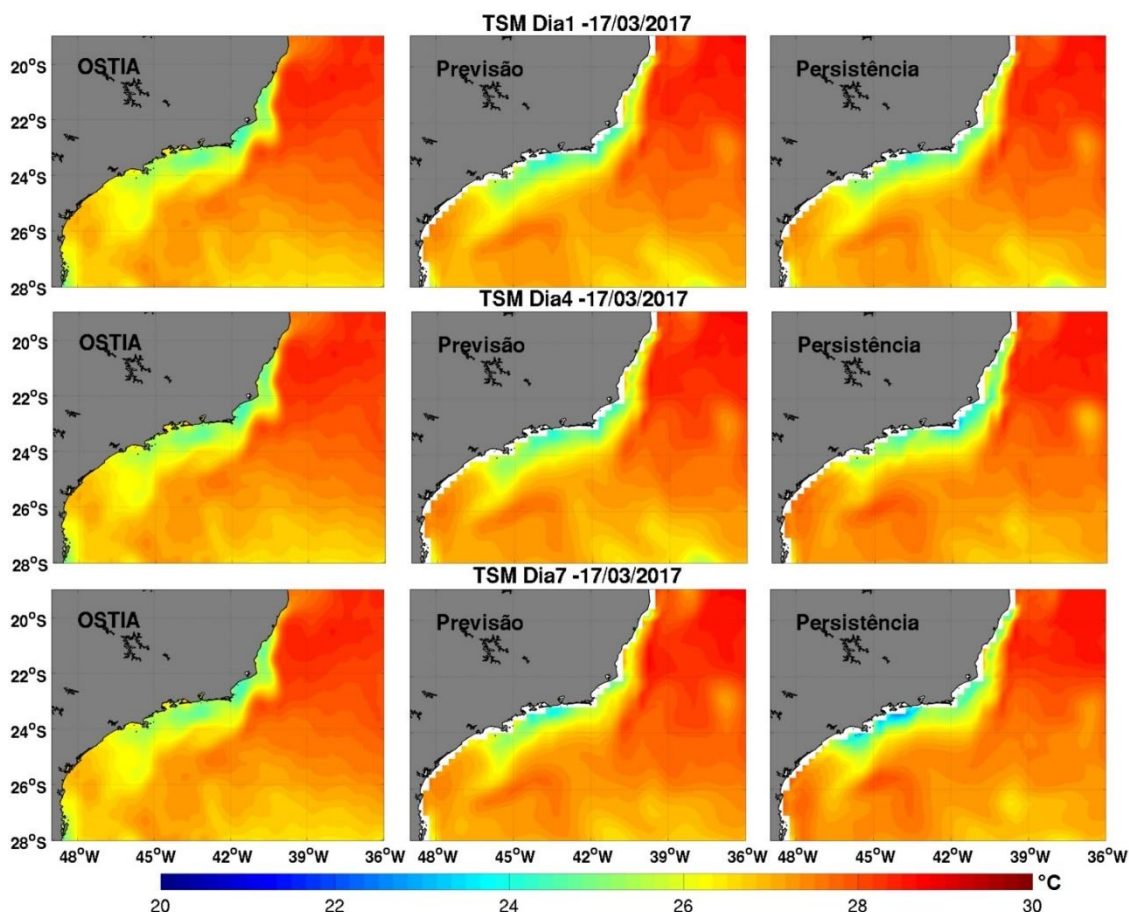 TSM Dia1 -17/03/2017
OSTIA
Previsão
Persistência
20°S
22°S
24°S
26°S
28°S
TSM Dia4 -17/03/2017
OSTIA
Previsão
Persistência
20°S
22°S
24°S
26°S
28°S
TSM Dia7 -17/03/2017
OSTIA
Previsão
Persistência
20°S
22°S
24°S
26°S
28°S
48°W 45°W 42°W 39°W 36°W 48°W 45°W 42°W 39°W 36°W 48°W 45°W 42°W 39°W 36°W
°C
20 22 24 26 28 30